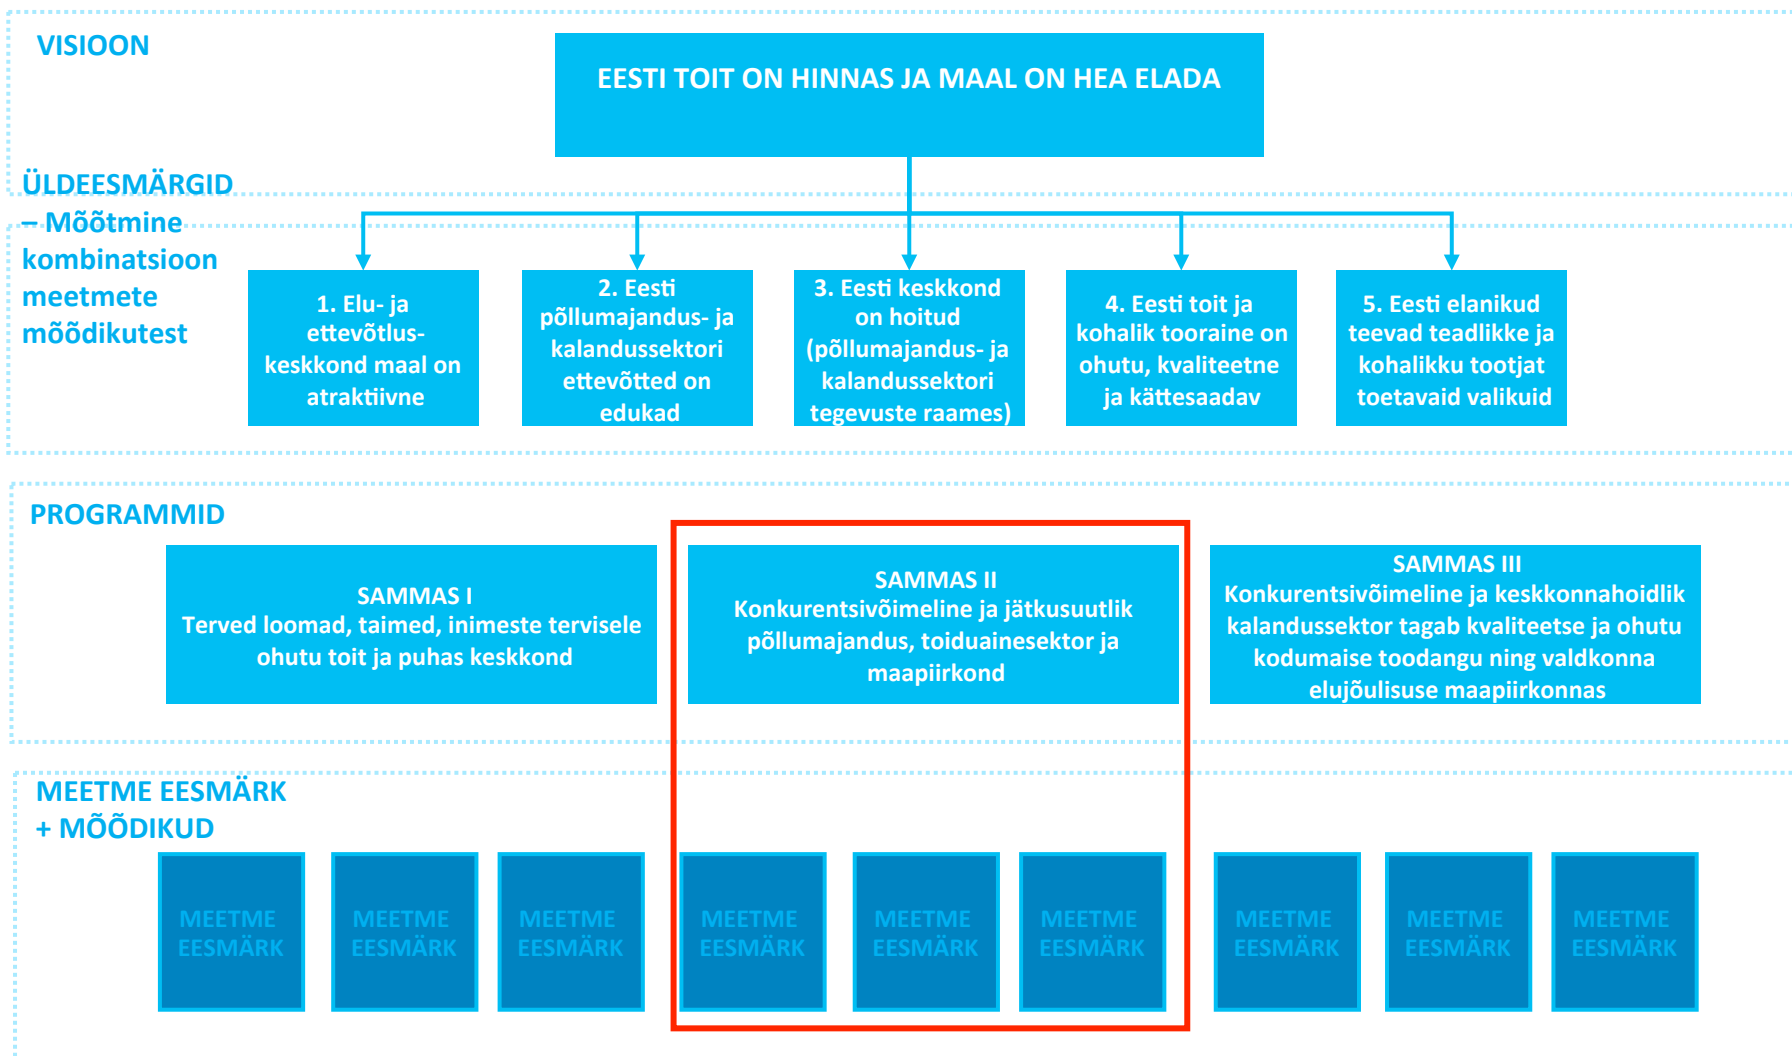 VISIOON
EESTI TOIT ON HINNAS JA MAAL ON HEA ELADA
ÜLDEESMÄRGID
– Mõõtmine
kombinatsioon
meetmete
mõõdikutest
1. Elu- ja
ettevõtlus-
keskkond maal on
atraktiivne
2. Eesti
põllumajandus- ja
kalandussektori
ettevõtted on
edukad
3. Eesti keskkond
on hoitud
(põllumajandus- ja
kalandussektori
tegevuste raames)
4. Eesti toit ja
kohalik tooraine on
ohutu, kvaliteetne
ja kättesaadav
5. Eesti elanikud
teevad teadlikke ja
kohalikku tootjat
toetavaid valikuid
PROGRAMMID
SAMMAS I
Terved loomad, taimed, inimeste tervisele
ohutu toit ja puhas keskkond
SAMMAS II
Konkurentsivõimeline ja jätkusuutlik
põllumajandus, toiduainesektor ja
maapiirkond
SAMMAS III
Konkurentsivõimeline ja keskkonnahoidlik
kalandussektor tagab kvaliteetse ja ohutu
kodumaise toodangu ning valdkonna
elujõulisuse maapiirkonnas
MEETME EESMÄRK
+ MÕÕDIKUD
MEETME
EESMÄRK
MEETME
EESMÄRK
MEETME
EESMÄRK
MEETME
EESMÄRK
MEETME
EESMÄRK
MEETME
EESMÄRK
MEETME
EESMÄRK
MEETME
EESMÄRK
MEETME
EESMÄRK